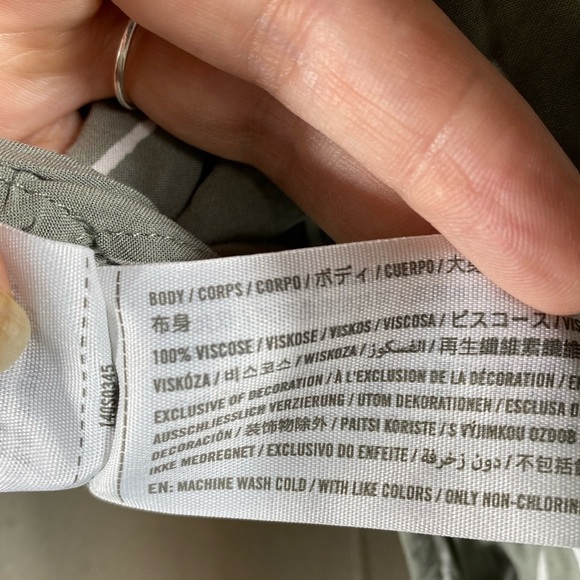 BODY / CORPS / CORPO / ボディ / CUERPO / 大身
布身
100% VISCOSE / VISKOSE / VISKOS / VISCOSA / ビスコース /
VISKÓZA / 비스코스 / WISKOZA / الفسكوز / 再生纖維素纖維
EXCLUSIVE OF DECORATION / À L'EXCLUSION DE LA DÉCORATION /
AUSSCHLIESSLICH VERZIERUNG / UTOM DEKORATIONEN / ESCLUSA
DECORACIÓN / 装飾物除外 / PAITSI KORISTE / S VÝJIMKOU OZDOB
IKKE MEDREGNET / EXCLUSIVO DO ENFEITE / دون زخرفة / 不包括
EN: MACHINE WASH COLD / WITH LIKE COLORS / ONLY NON-CHLORIN